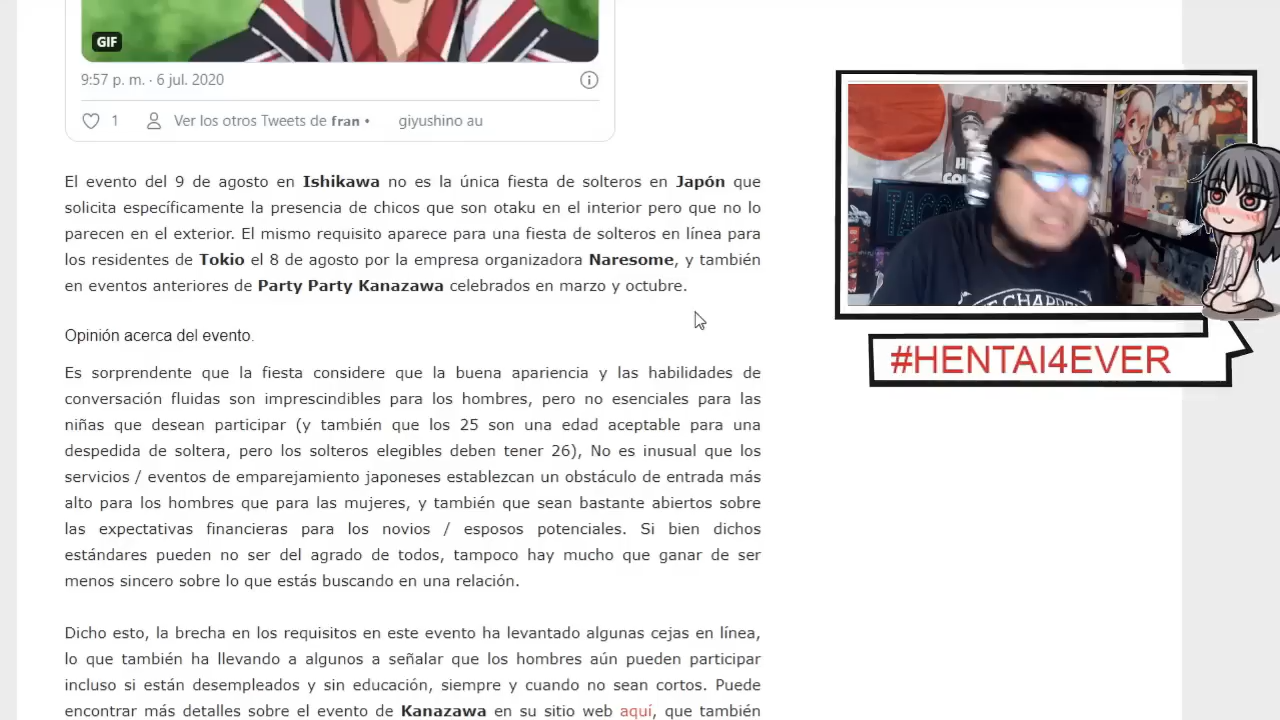 GIF
9:57 p. m. · 6 jul. 2020
1 Ver los otros Tweets de fran • giyushino au
El evento del 9 de agosto en Ishikawa no es la única fiesta de solteros en Japón que
solicita específicamente la presencia de chicos que son otaku en el interior pero que no lo
parecen en el exterior. El mismo requisito aparece para una fiesta de solteros en línea para
los residentes de Tokio el 8 de agosto por la empresa organizadora Naresome, y también
en eventos anteriores de Party Party Kanazawa celebrados en marzo y octubre.
Opinión acerca del evento.
Es sorprendente que la fiesta considere que la buena apariencia y las habilidades de
conversación fluidas son imprescindibles para los hombres, pero no esenciales para las
niñas que desean participar (y también que los 25 son una edad aceptable para una
despedida de soltera, pero los solteros elegibles deben tener 26), No es inusual que los
servicios / eventos de emparejamiento japoneses establezcan un obstáculo de entrada más
alto para los hombres que para las mujeres, y también que sean bastante abiertos sobre
las expectativas financieras para los novios / esposos potenciales. Si bien dichos
estándares pueden no ser del agrado de todos, tampoco hay mucho que ganar de ser
menos sincero sobre lo que estás buscando en una relación.
Dicho esto, la brecha en los requisitos en este evento ha levantado algunas cejas en línea,
lo que también ha llevando a algunos a señalar que los hombres aún pueden participar
incluso si están desempleados y sin educación, siempre y cuando no sean cortos. Puede
encontrar más detalles sobre el evento de Kanazawa en su sitio web aquí, que también
#HENTAI4EVER